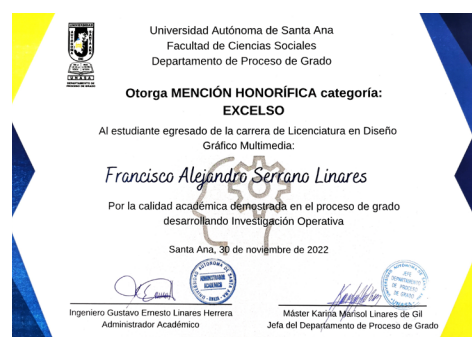 Universidad Autónoma de Santa Ana
Facultad de Ciencias Sociales
Departamento de Proceso de Grado
Otorga MENCIÓN HONORÍFICA categoría:
EXCELSO
Al estudiante egresado de la carrera de Licenciatura en Diseño
Gráfico Multimedia:
Francisco Alejandro Serrano Linares
Por la calidad académica demostrada en el proceso de grado
desarrollando Investigación Operativa
Santa Ana, 30 de noviembre de 2022
Ingeniero Gustavo Ernesto Linares Herrera
Administrador Académico
Máster Karina Marisol Linares de Gil
Jefa del Departamento de Proceso de Grado